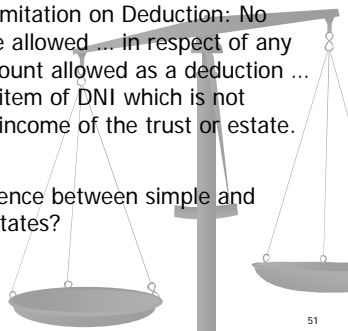 mitation on Deduction: No
e allowed ... in respect of any
ount allowed as a deduction ...
item of DNI which is not
income of the trust or estate.
ence between simple and
tates?
51